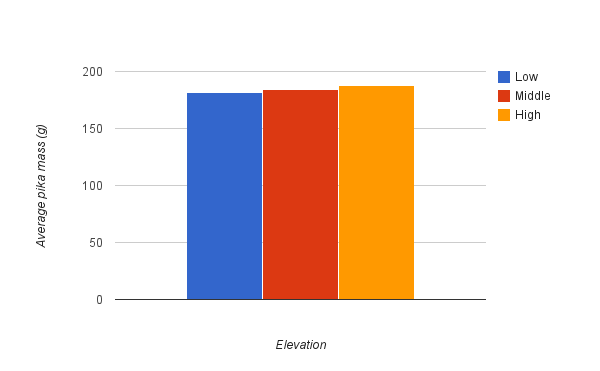 200
150
100
50
0
Average pika mass (g)
Elevation
Low
Middle
High